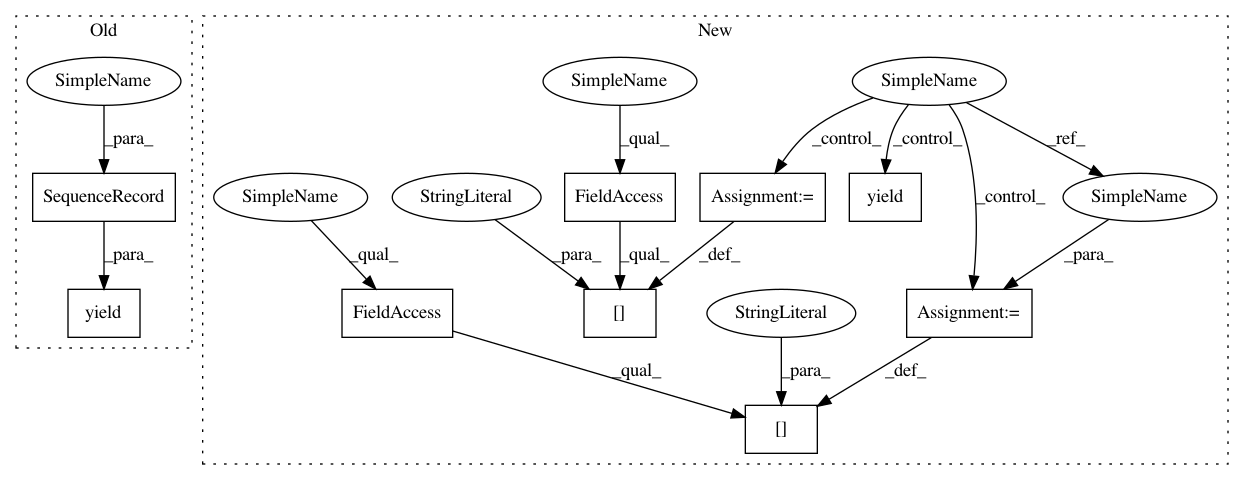 Old
New
SimpleName
SimpleName
SimpleName
_para_
_qual_
_control_
_control_
_ref_
SequenceRecord
SimpleName
StringLiteral
FieldAccess
Assignment:=
yield
_control_
SimpleName
_para_
_qual_
_para_
_qual_
_def_
_para_
yield
FieldAccess
[]
StringLiteral
Assignment:=
_qual_
_para_
_def_
[]